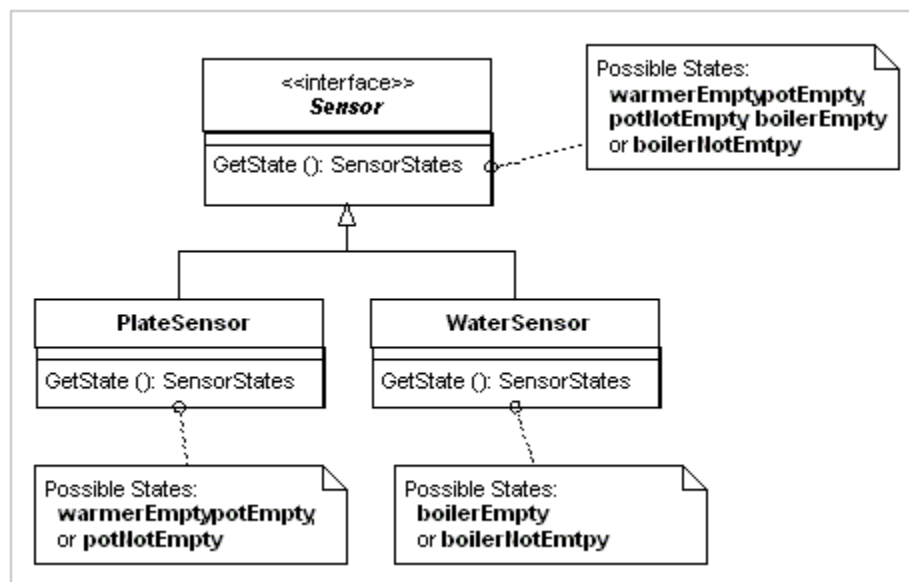 <<interface>>
Sensor
GetState (): SensorStates
Possible States:
warmerEmptypotEmpty,
potNotEmpty boilerEmpty
or boilerNotEmtpy
PlateSensor
GetState (): SensorStates
WaterSensor
GetState (): SensorStates
Possible States:
warmerEmptypotEmpty,
or potNotEmpty
Possible States:
boilerEmpty
or boilerNotEmtpy